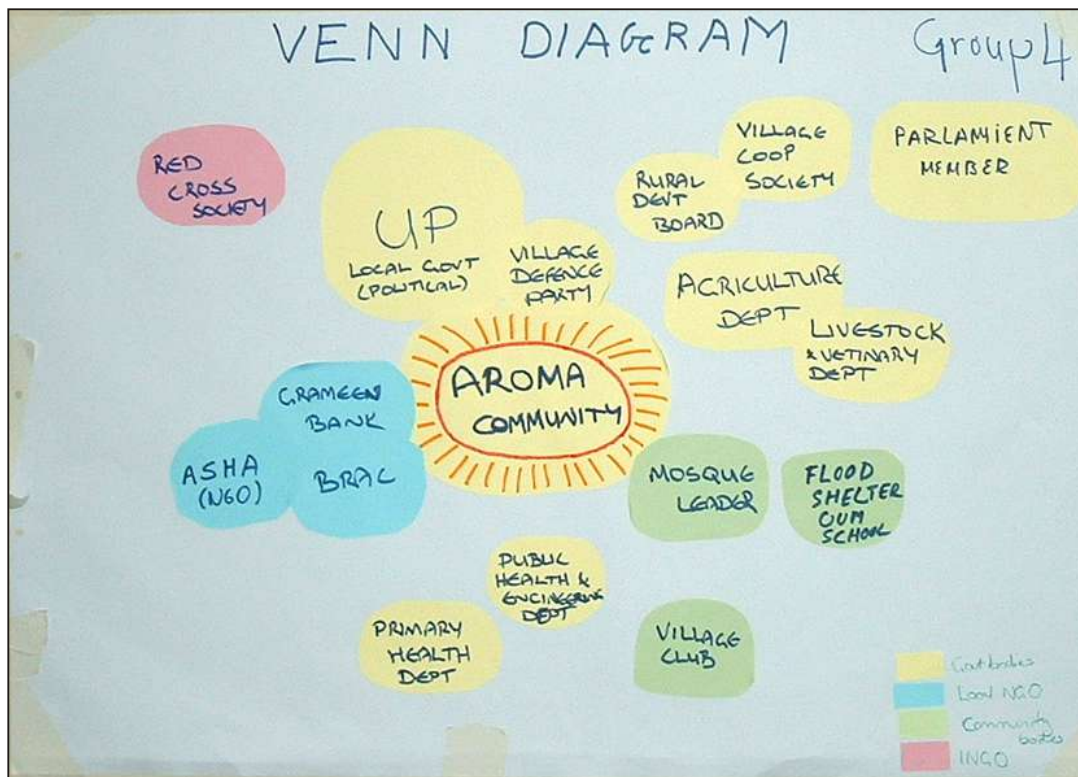 VENN DIAGRAM
Group 4
RED
CROSS
SOCIETY
UP
LOCAL GOVT
(POLITICAL)
VILLAGE
DEFENCE
PARTY
RURAL
DEVT
BOARD
VILLAGE
COOP
SOCIETY
PARLAMIENT
MEMBER
AGRICULTURE
DEPT
LIVESTOCK
& VETINARY
DEPT
AROMA
COMMUNITY
GRAMEEN
BANK
ASHA
(NGO)
BRAC
MOSQUE
LEADER
FLOOD
SHELTER
CUM
SCHOOL
PUBLIC
HEALTH &
ENGINEERING
DEPT
PRIMARY
HEALTH
DEPT
VILLAGE
CLUB
Govt bodies
Local NGO
Community
bodies
INGO